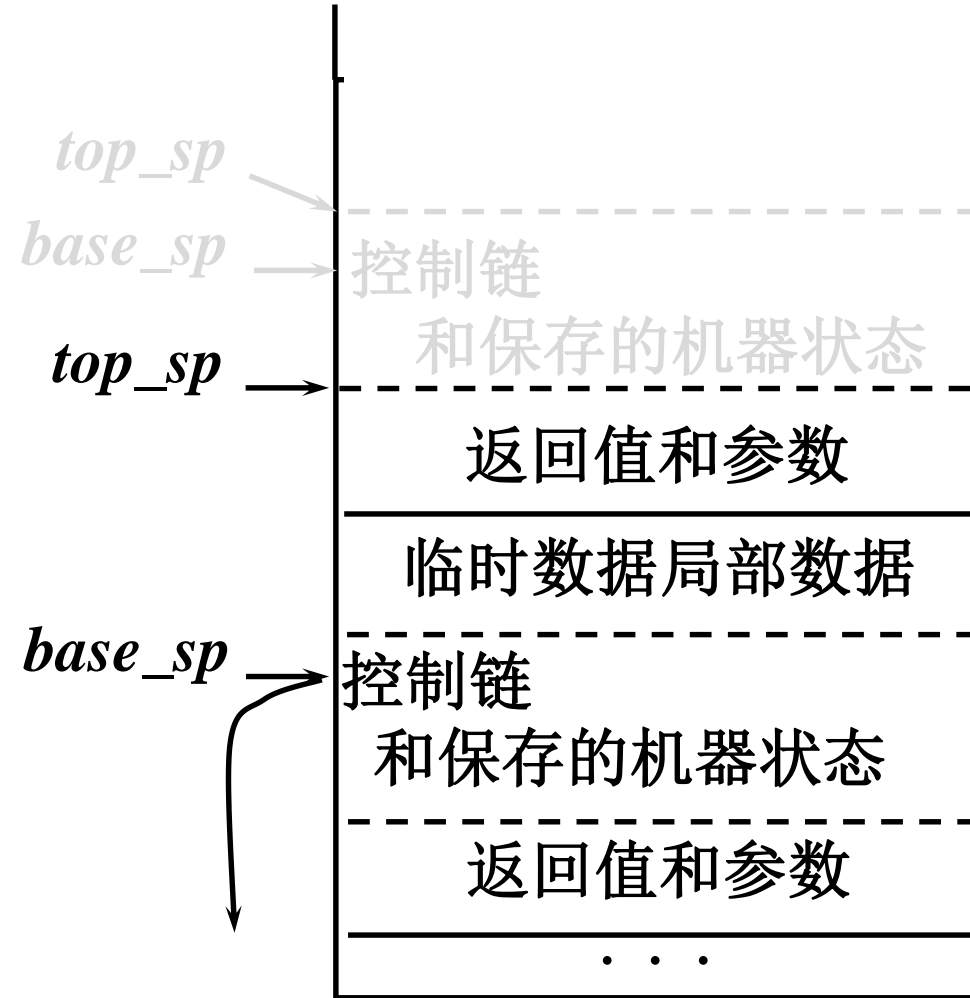 top_sp
base_sp
控制链
和保存的机器状态
top_sp
返回值和参数
临时数据局部数据
base_sp
控制链
和保存的机器状态
返回值和参数
. . .